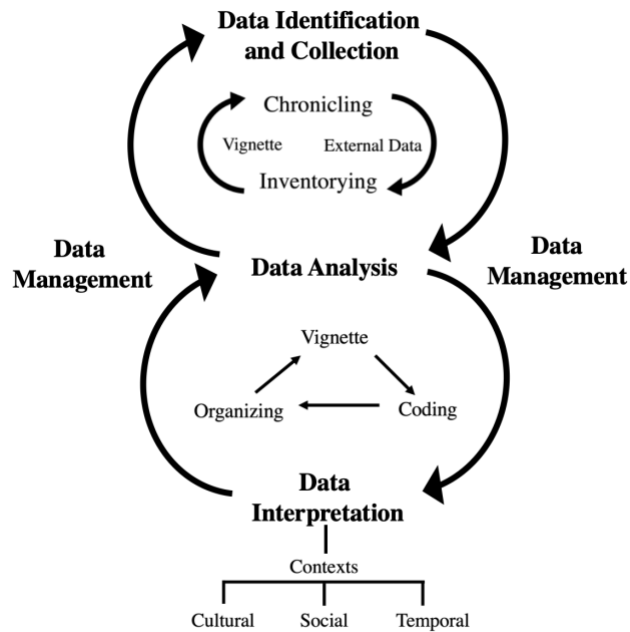 Data Identification
and Collection
Chronicling
Vignette
External Data
Inventorying
Data
Management
Data Analysis
Data
Management
Vignette
Organizing
Coding
Data
Interpretation
Contexts
Cultural
Social
Temporal